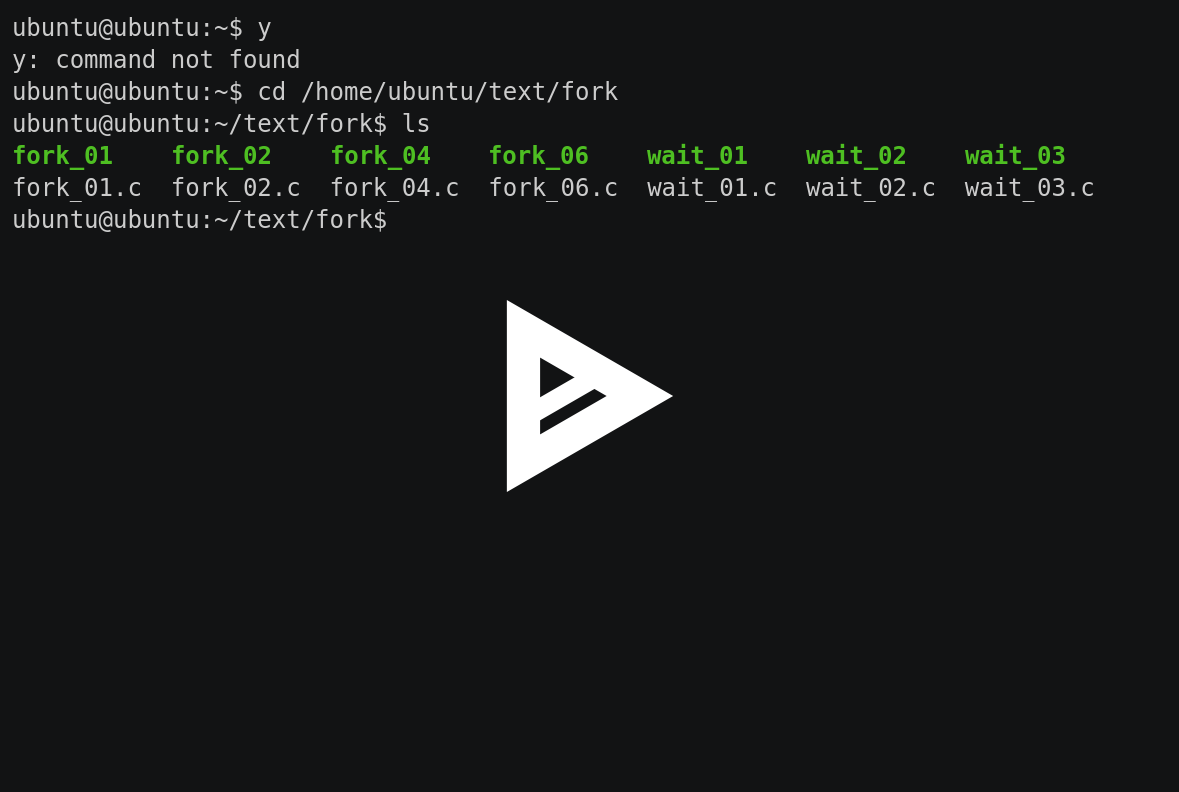 ubuntu@ubuntu:~$ y
y: command not found
ubuntu@ubuntu:~$ cd /home/ubuntu/text/fork
ubuntu@ubuntu:~/text/fork$ ls
fork_01    fork_02    fork_04    fork_06    wait_01    wait_02    wait_03
fork_01.c  fork_02.c  fork_04.c  fork_06.c  wait_01.c  wait_02.c  wait_03.c
ubuntu@ubuntu:~/text/fork$